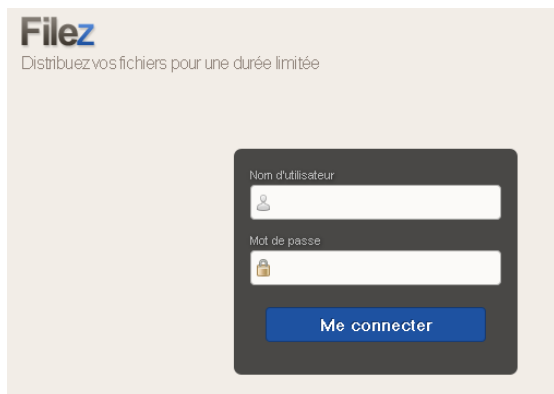 Filez
Distribuez vos fichiers pour une durée limitée
Nom d'utilisateur
Mot de passe
Me connecter